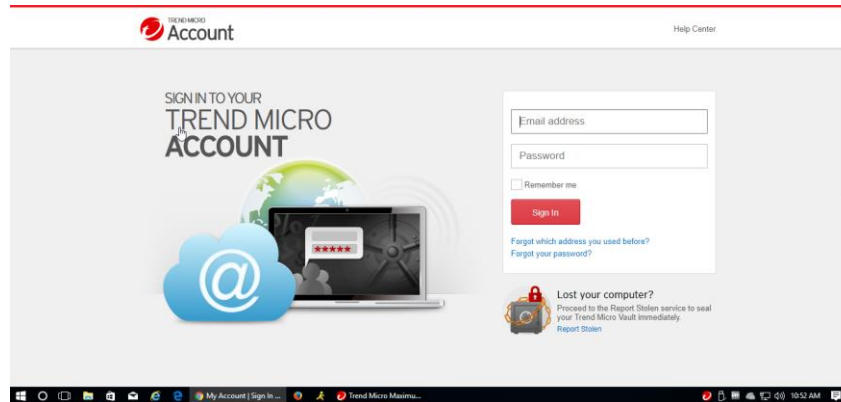 TREND MICRO
Account
Help Center
SIGN IN TO YOUR
TREND MICRO
ACCOUNT
Email address
Password
Remember me
Sign In
Forgot which address you used before?
Forgot your password?
@
*****
Lost your computer?
Proceed to the Report Stolen service to seal
your Trend Micro Vault immediately.
Report Stolen
My Account | Sign In ...
Trend Micro Maximu...
10:52 AM